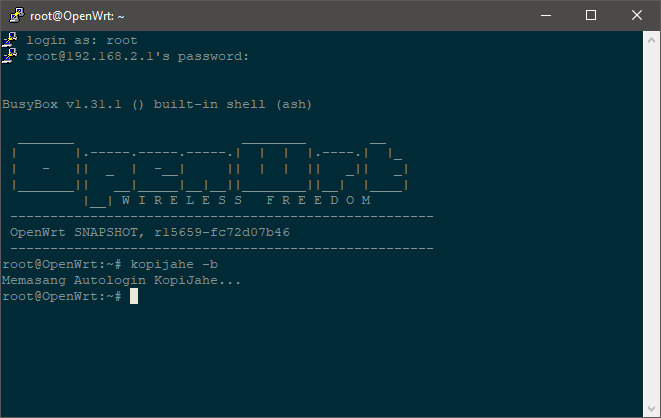 root@OpenWrt: ~
login as: root
root@192.168.2.1's password:
BusyBox v1.31.1 () built-in shell (ash)
OpenWrt
W I R E L E S S   F R E E D O M
-----------------------------------------------------
OpenWrt SNAPSHOT, r15659-fc72d07b46
-----------------------------------------------------
root@OpenWrt:~# kopijahe -b
Memasang Autologin KopiJahe...
root@OpenWrt:~#